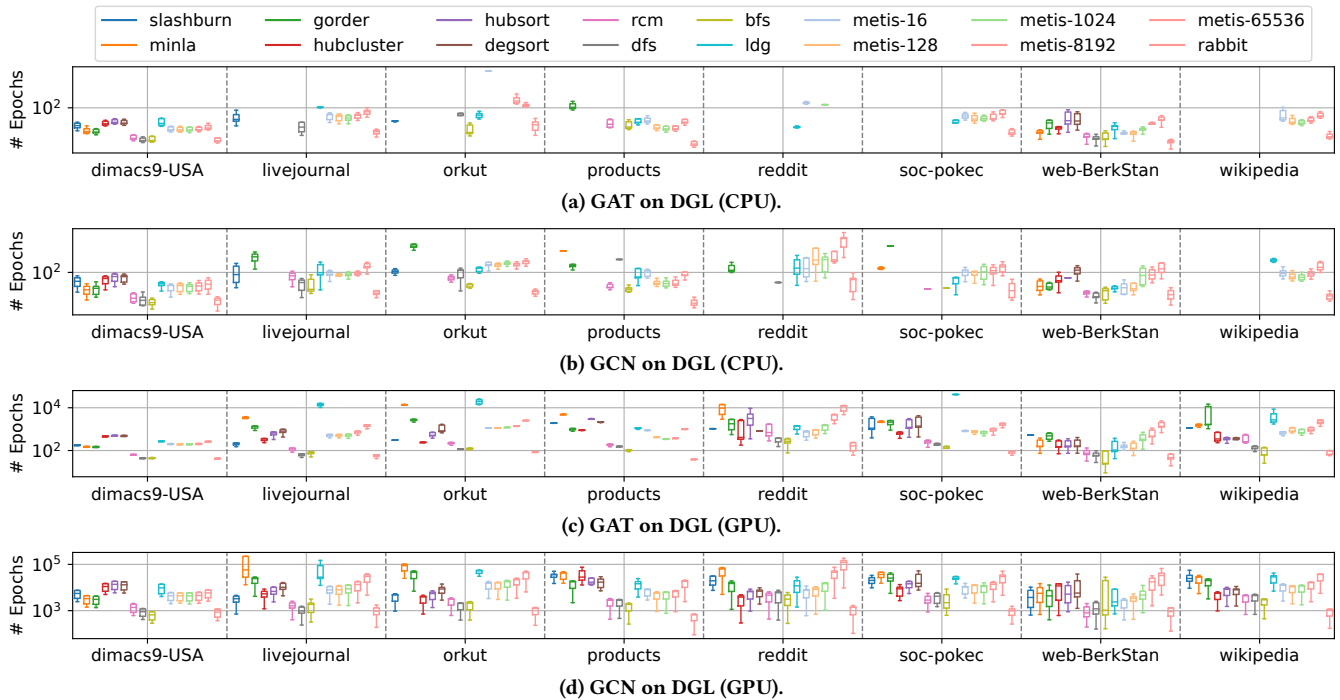 slashburn gorder hubsort rcm bfs metis-16 metis-1024 metis-65536
minla hubcluster degsort dfs ldg metis-128 metis-8192 rabbit
# Epochs
10²
dimacs9-USA livejournal orkut products reddit soc-pokec web-BerkStan wikipedia
(a) GAT on DGL (CPU).
# Epochs
10²
dimacs9-USA livejournal orkut products reddit soc-pokec web-BerkStan wikipedia
(b) GCN on DGL (CPU).
# Epochs
10⁴
10²
dimacs9-USA livejournal orkut products reddit soc-pokec web-BerkStan wikipedia
(c) GAT on DGL (GPU).
# Epochs
10⁵
10³
dimacs9-USA livejournal orkut products reddit soc-pokec web-BerkStan wikipedia
(d) GCN on DGL (GPU).